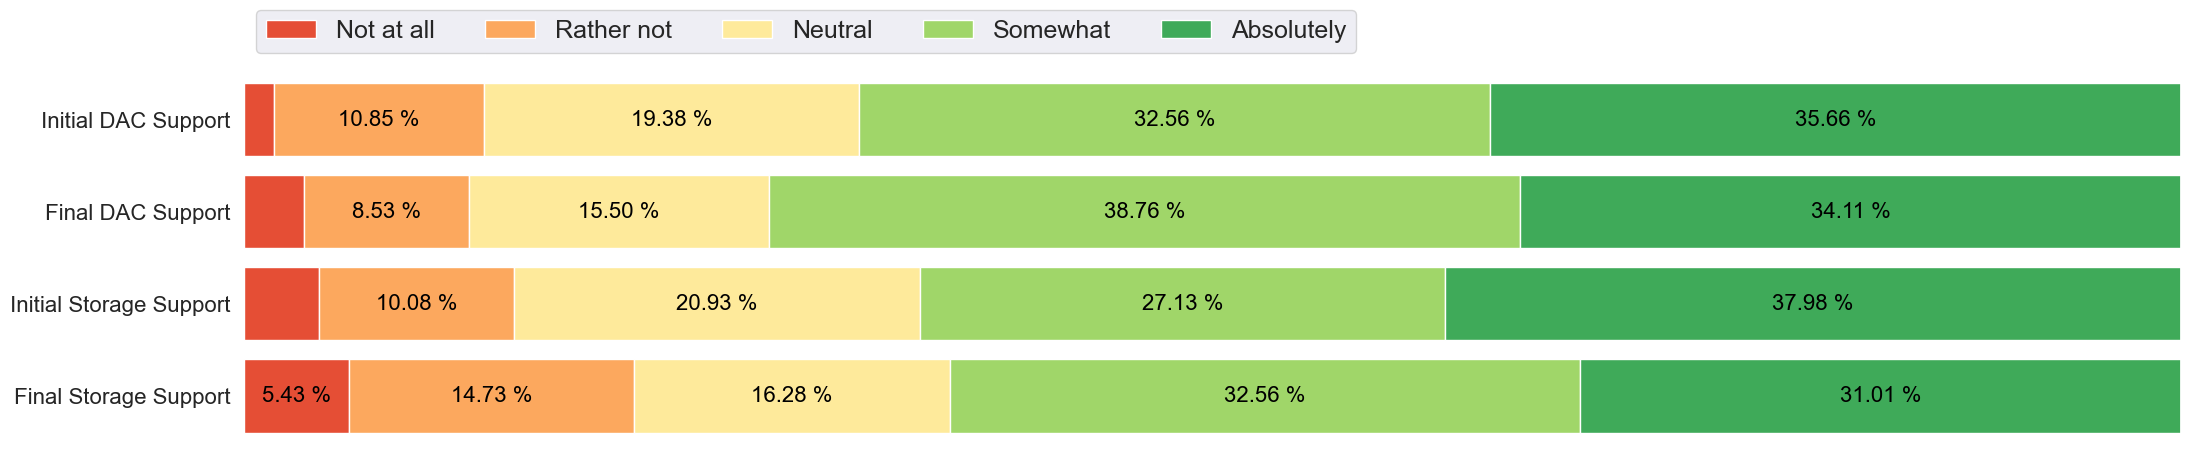 Not at all Rather not Neutral Somewhat Absolutely
Initial DAC Support 10.85 % 19.38 % 32.56 % 35.66 %
Final DAC Support 8.53 % 15.50 % 38.76 % 34.11 %
Initial Storage Support 10.08 % 20.93 % 27.13 % 37.98 %
Final Storage Support 5.43 % 14.73 % 16.28 % 32.56 % 31.01 %